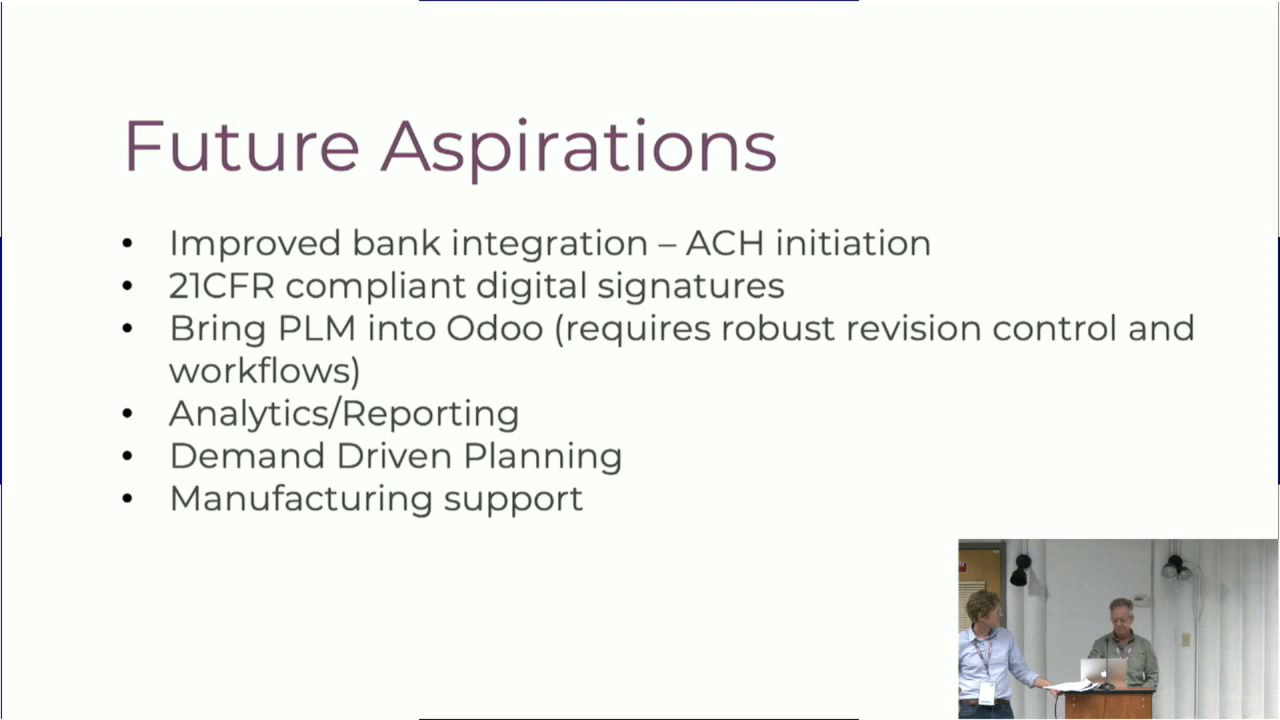 Future Aspirations
• Improved bank integration – ACH initiation
• 21CFR compliant digital signatures
• Bring PLM into Odoo (requires robust revision control and
workflows)
• Analytics/Reporting
• Demand Driven Planning
• Manufacturing support